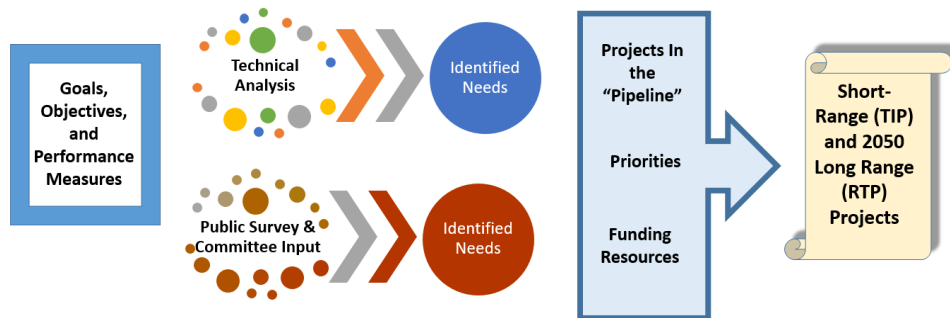 Goals,
Objectives,
and
Performance
Measures
Technical
Analysis
Identified
Needs
Public Survey &
Committee Input
Identified
Needs
Projects In
the
“Pipeline”
Priorities
Funding
Resources
Short-
Range (TIP)
and 2050
Long Range
(RTP)
Projects